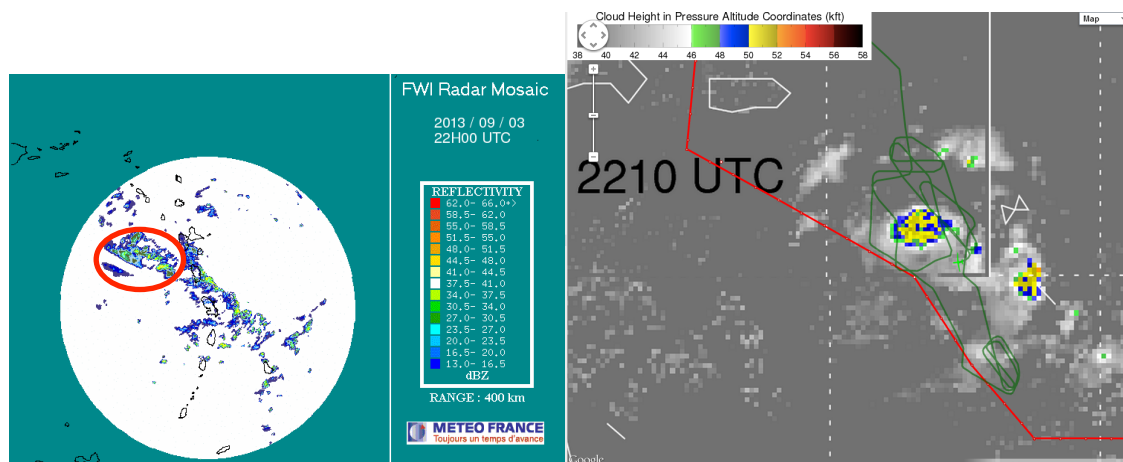 FWI Radar Mosaic
2013 / 09 / 03
22H00 UTC
REFLECTIVITY
62.0- 66.0+>
58.5- 62.0
55.0- 58.5
51.5- 55.0
48.0- 51.5
44.5- 48.0
41.0- 44.5
37.5- 41.0
34.0- 37.5
30.5- 34.0
27.0- 30.5
23.5- 27.0
20.0- 23.5
16.5- 20.0
13.0- 16.5
dBZ
RANGE : 400 km
METEO FRANCE
Toujours un temps d'avance
Cloud Height in Pressure Altitude Coordinates (kft)
38 40 42 44 46 48 50 52 54 56 58
Map
2210 UTC
Google